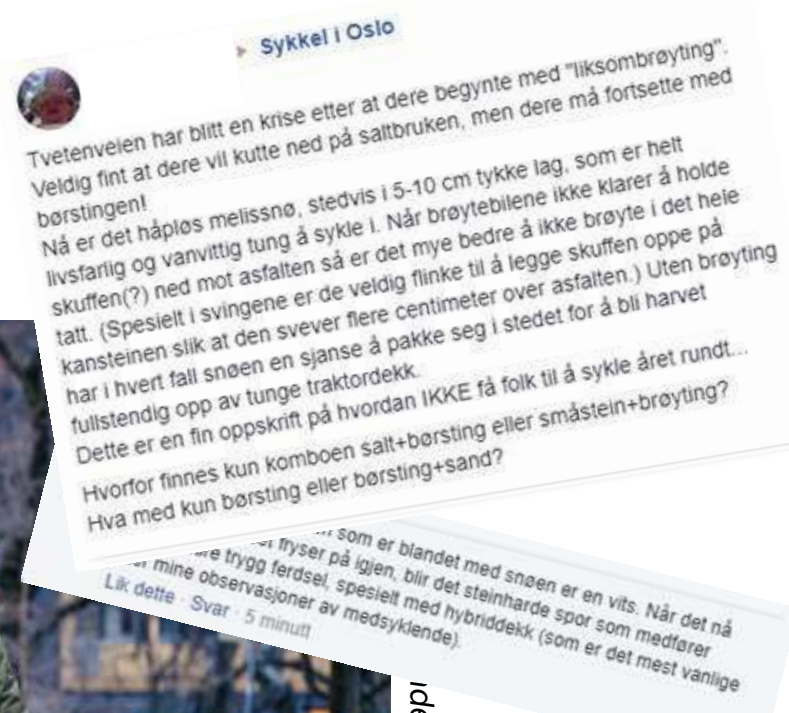 Sykkel i Oslo
Tvetenveien har blitt en krise etter at dere begynte med "liksombrøyting".
Veldig fint at dere vil kutte ned på saltbruken, men dere må fortsette med
børstingen!
Nå er det håpløs melissnø, stedvis i 5-10 cm tykke lag, som er helt
livsfarlig og vanvittig tung å sykle i. Når brøytebilene ikke klarer å holde
skuffen(?) ned mot asfalten så er det mye bedre å ikke brøyte i det hele
tatt. (Spesielt i svingene er de veldig flinke til å legge skuffen oppe på
kansteinen slik at den svever flere centimeter over asfalten.) Uten brøyting
har i hvert fall snøen en sjanse å pakke seg i stedet for å bli harvet
fullstendig opp av tunge traktordekk.
Dette er en fin oppskrift på hvordan IKKE få folk til å sykle året rundt...
Hvorfor finnes kun komboen salt+børsting eller småstein+brøyting?
Hva med kun børsting eller børsting+sand?
som er blandet med snøen er en vits. Når det nå
fryser på igjen, blir det steinharde spor som medfører
trygg ferdsel, spesielt med hybriddekk (som er det mest vanlige
mine observasjoner av medsyklende).
Lik dette · Svar · 5 minutt